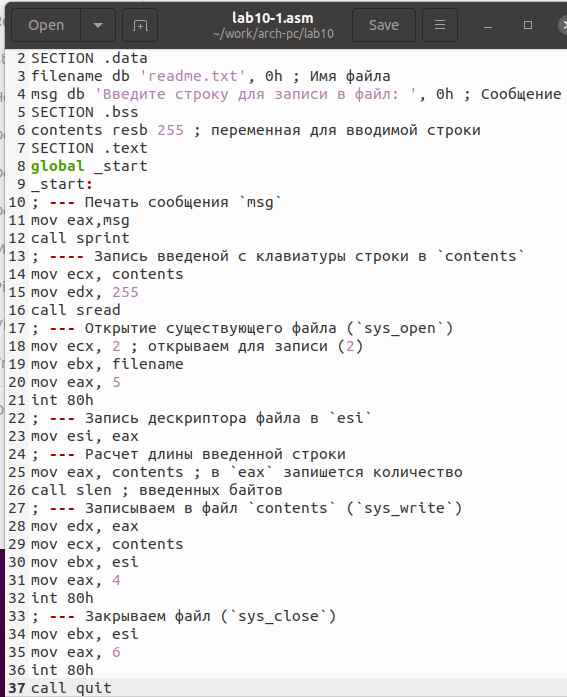 Open
lab10-1.asm
~/work/arch-pc/lab10
Save
2 SECTION .data
3 filename db 'readme.txt', 0h ; Имя файла
4 msg db 'Введите строку для записи в файл: ', 0h ; Сообщение
5 SECTION .bss
6 contents resb 255 ; переменная для вводимой строки
7 SECTION .text
8 global _start
9 _start:
10 ; --- Печать сообщения `msg`
11 mov eax,msg
12 call sprint
13 ; ---- Запись введеной с клавиатуры строки в `contents`
14 mov ecx, contents
15 mov edx, 255
16 call sread
17 ; --- Открытие существующего файла (`sys_open`)
18 mov ecx, 2 ; открываем для записи (2)
19 mov ebx, filename
20 mov eax, 5
21 int 80h
22 ; --- Запись дескриптора файла в `esi`
23 mov esi, eax
24 ; --- Расчет длины введенной строки
25 mov eax, contents ; в `eax` запишется количество
26 call slen ; введенных байтов
27 ; --- Записываем в файл `contents` (`sys_write`)
28 mov edx, eax
29 mov ecx, contents
30 mov ebx, esi
31 mov eax, 4
32 int 80h
33 ; --- Закрываем файл (`sys_close`)
34 mov ebx, esi
35 mov eax, 6
36 int 80h
37 call quit